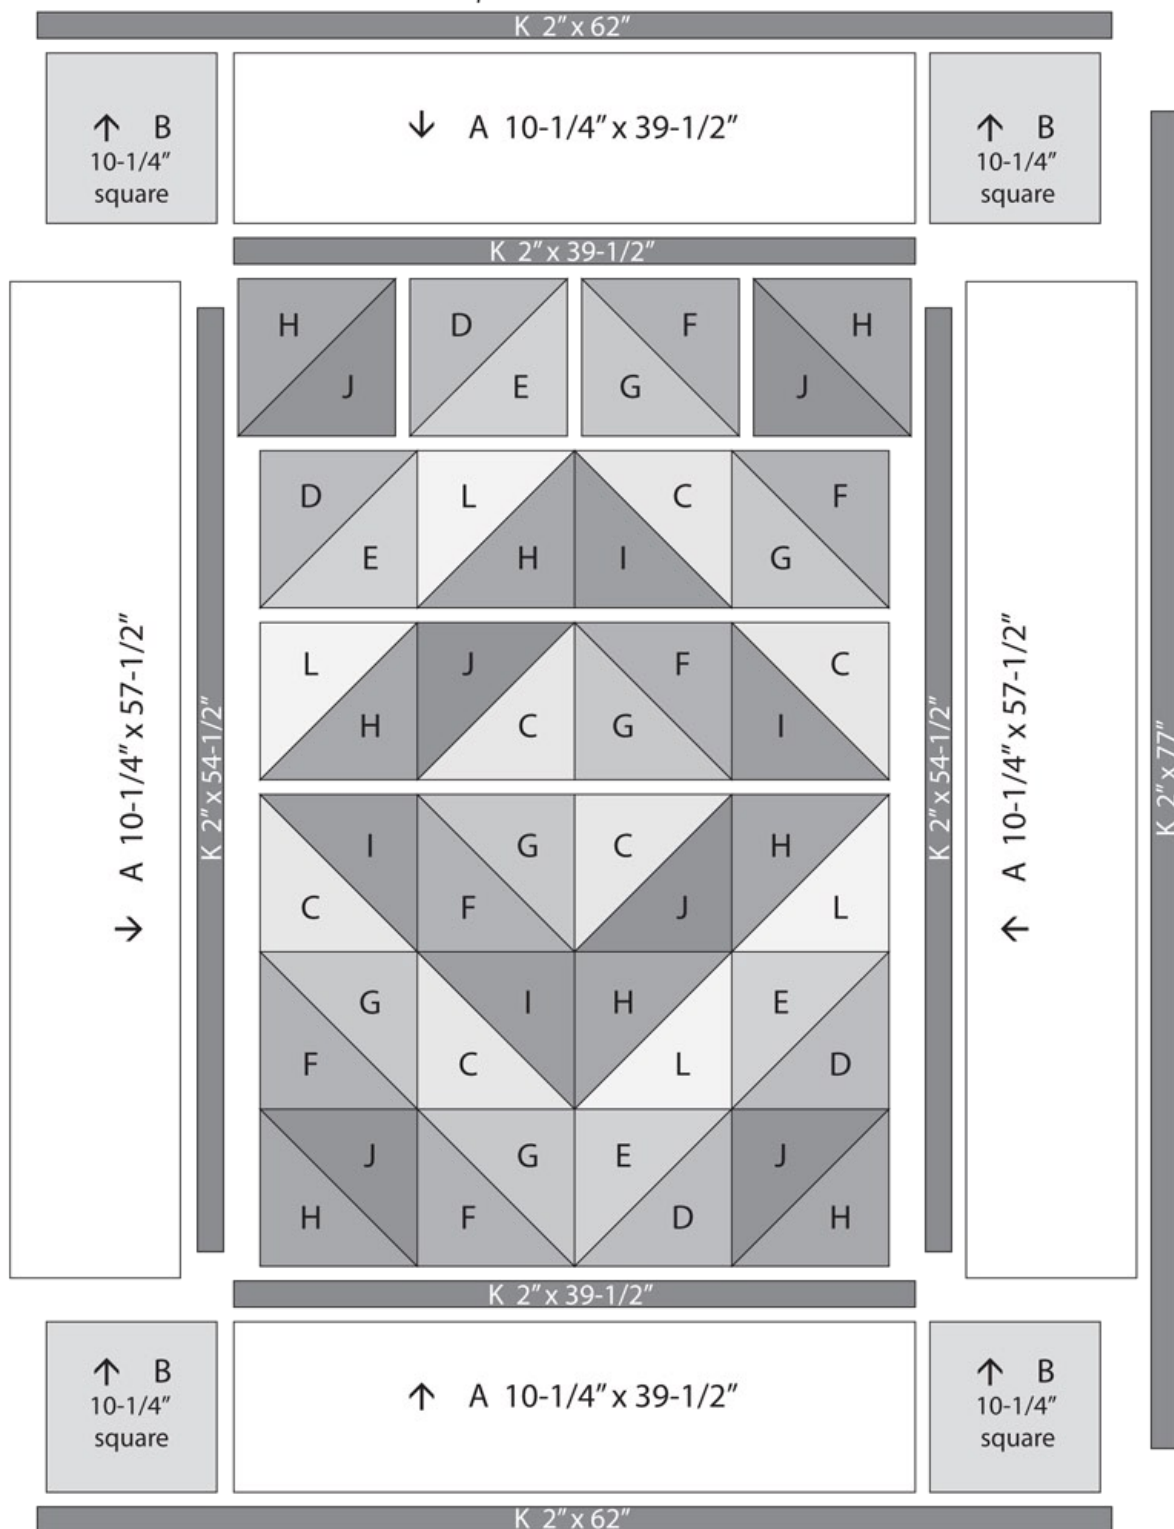 K 2" x 62"
↑ B
10-1/4"
square
↓ A 10-1/4" x 39-1/2"
↑ B
10-1/4"
square
K 2" x 39-1/2"
H D F H
J E G J
D L C F
E H I G
L J F C
H C G I
I G C H
C F J L
G I H E
F C L D
J G E J
H F D H
↓ A 10-1/4" x 57-1/2"
K 2" x 54-1/2"
K 2" x 54-1/2"
↑ A 10-1/4" x 57-1/2"
K 2" x 77"
K 2" x 39-1/2"
↑ B
10-1/4"
square
↑ A 10-1/4" x 39-1/2"
↑ B
10-1/4"
square
K 2" x 62"